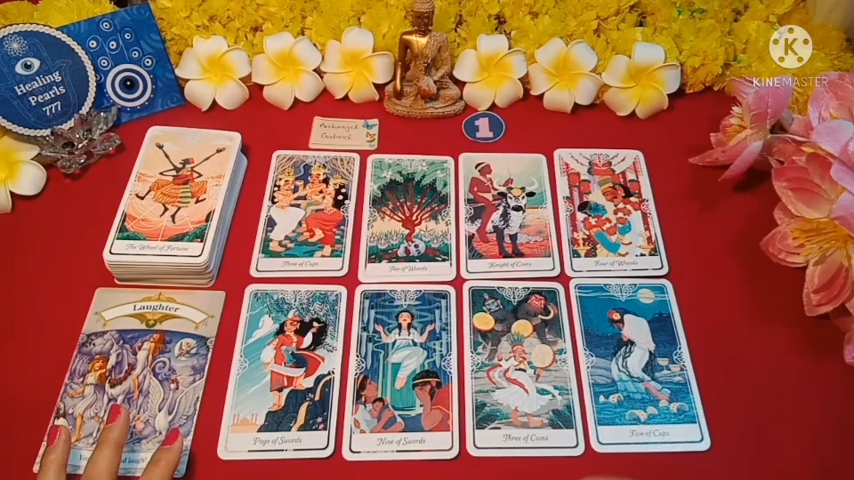 KINEMASTER
Healing
Pearls
777
Archangel
Gabriel
1
The Wheel of Fortune
Three of Cups
Ten of Wands
Knight of Coins
Four of Wands
Laughter
Page of Swords
Nine of Swords
Three of Coins
Five of Cups